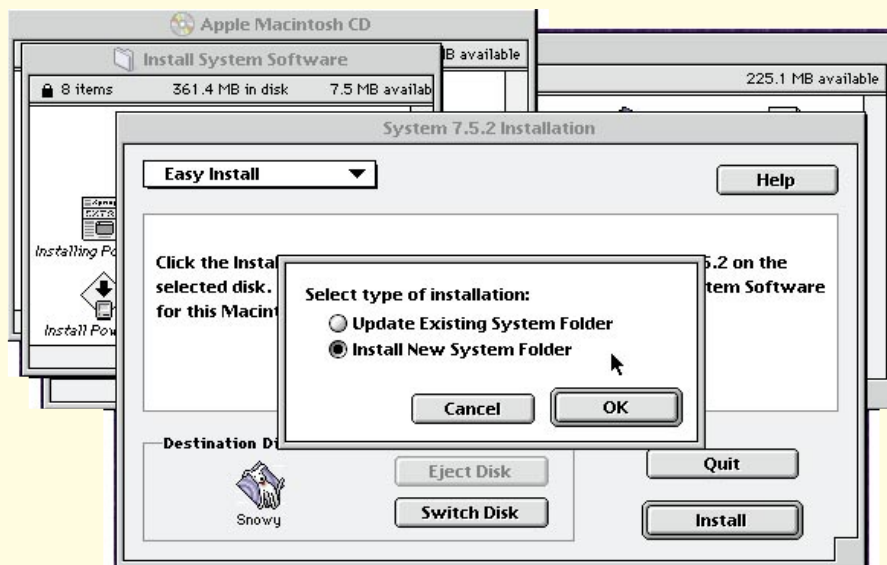 Apple Macintosh CD
MB available
Install System Software
8 items 361.4 MB in disk 7.5 MB availab
225.1 MB available
System 7.5.2 Installation
Easy Install
Help
Installing Po
Install Pow
Click the Instal
5.2 on the
selected disk.
tem Software
for this Macint
Select type of installation:
Update Existing System Folder
Install New System Folder
Cancel
OK
Destination Di
Snowy
Eject Disk
Switch Disk
Quit
Install